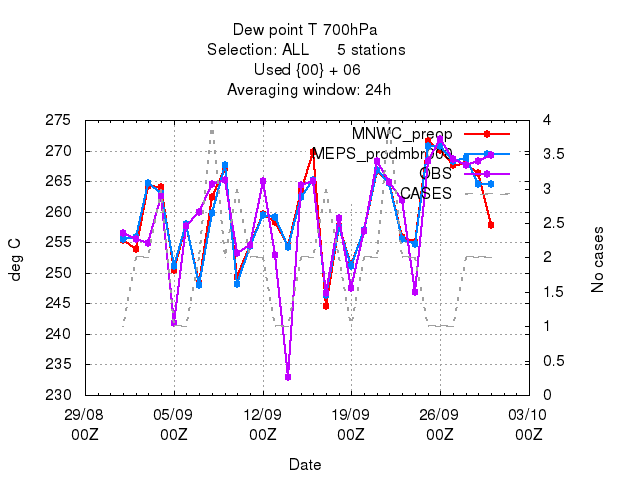 Dew point T 700hPa
Selection: ALL 5 stations
Used {00} + 06
Averaging window: 24h
275
270
265
260
255
250
245
240
235
230
4
3.5
3
2.5
2
1.5
1
0.5
0
MNWC_preop
OBS
CASES
deg C
No cases
29/08 05/09 12/09 19/09 26/09 03/10
00Z 00Z 00Z 00Z 00Z 00Z
Date